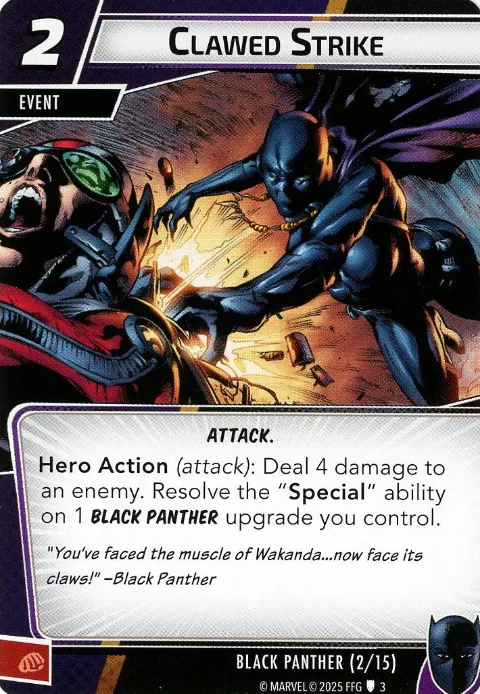 2
CLAWED STRIKE
EVENT
ATTACK.
Hero Action (attack): Deal 4 damage to
an enemy. Resolve the "Special" ability
on 1 BLACK PANTHER upgrade you control.
"You've faced the muscle of Wakanda...now face its
claws!" –Black Panther
BLACK PANTHER (2/15)
© MARVEL © 2025 FFG 3